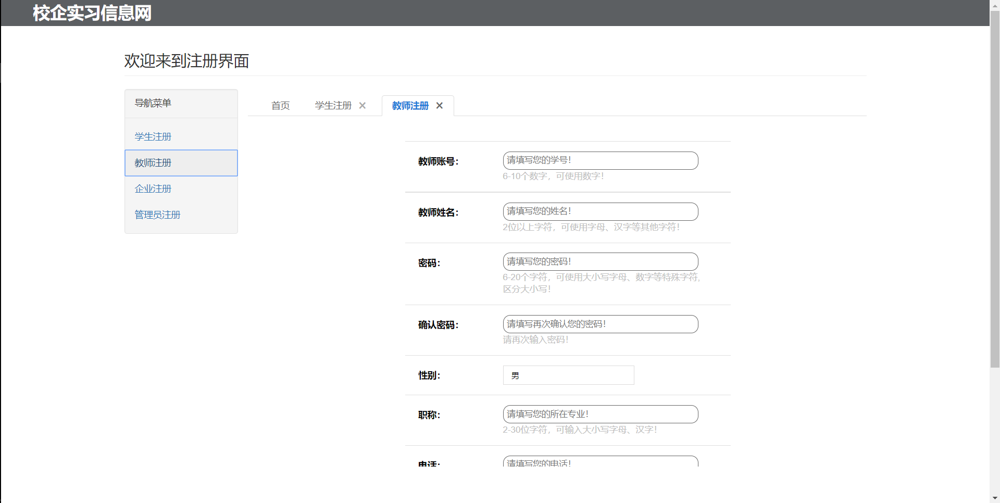 校企实习信息网
欢迎来到注册界面
导航菜单
学生注册
教师注册
企业注册
管理员注册
首页 学生注册 × 教师注册 ×
教师账号： 请填写您的学号！
6-10个数字，可使用数字！
教师姓名： 请填写您的姓名！
2位以上字符，可使用字母、汉字等其他字符！
密码： 请填写您的密码！
6-20个字符，可使用大小写字母、数字等特殊字符，
区分大小写！
确认密码： 请填写再次确认您的密码！
请再次输入密码！
性别： 男
职称： 请填写您的所在专业！
2-30位字符，可输入大小写字母、汉字！
电话： 请填写您的电话！